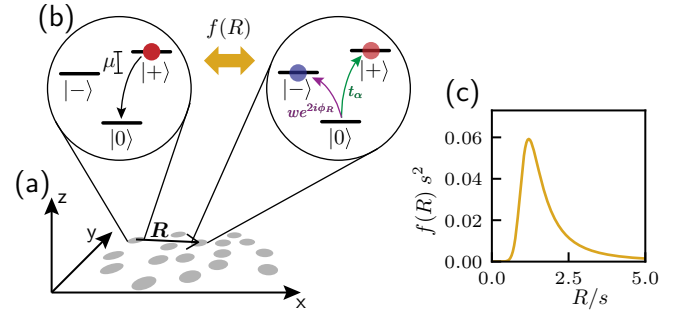 (b)
f(R)
μ
|−⟩
|+⟩
|0⟩
|−⟩
|+⟩
we^{2iϕ_R}
t_α
|0⟩
(a)
z
y
x
R
(c)
f(R) s²
0.06
0.04
0.02
0.00
0.0
2.5
5.0
R/s